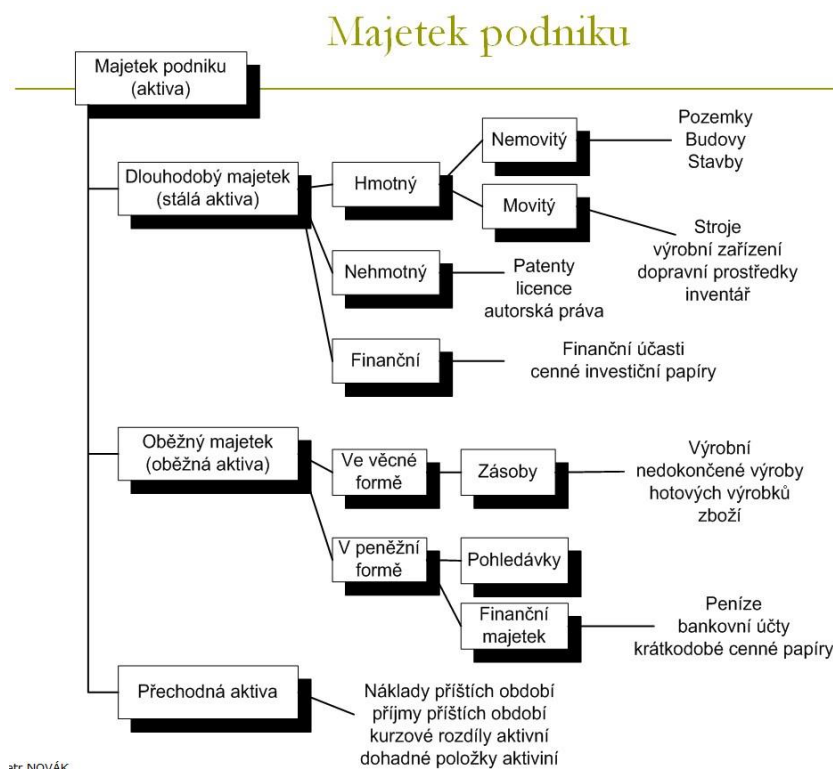 Majetek podniku
Majetek podniku
(aktiva)
Dlouhodobý majetek
(stálá aktiva)
Hmotný
Nemovitý
Pozemky
Budovy
Stavby
Movitý
Stroje
výrobní zařízení
dopravní prostředky
inventář
Nehmotný
Patenty
licence
autorská práva
Finanční
Finanční účasti
cenné investiční papíry
Oběžný majetek
(oběžná aktiva)
Ve věcné
formě
Zásoby
Výrobní
nedokončené výroby
hotových výrobků
zboží
V peněžní
formě
Pohledávky
Finanční
majetek
Peníze
bankovní účty
krátkodobé cenné papíry
Přechodná aktiva
Náklady příštích období
příjmy příštích období
kurzové rozdíly aktivní
dohadné položky aktiviní
NOVÁK